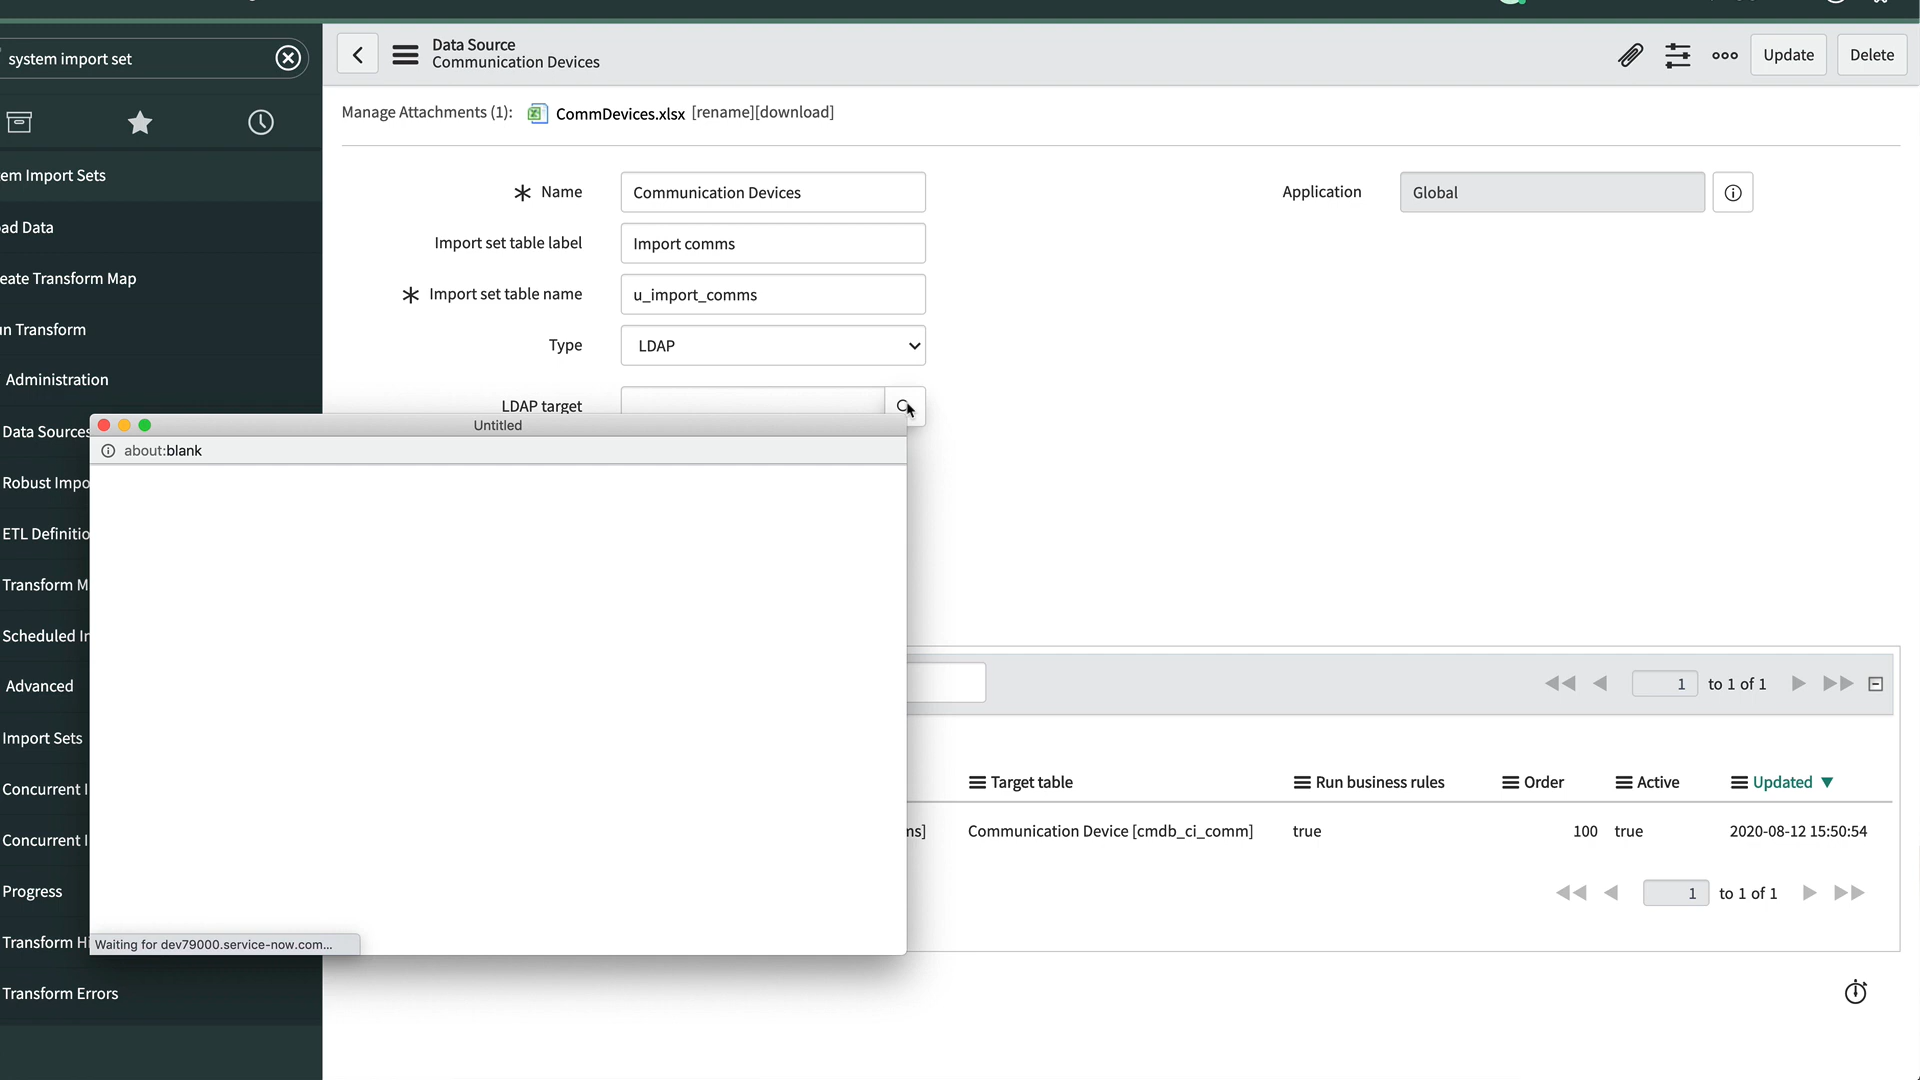 system import set
em Import Sets
ad Data
eate Transform Map
n Transform
Administration
Data Sources
Robust Impo
ETL Definitio
Transform M
Scheduled I
Advanced
Import Sets
Concurrent I
Concurrent I
Progress
Transform Hi
Transform Errors
Data Source
Communication Devices
Update
Delete
Manage Attachments (1): CommDevices.xlsx [rename][download]
Name
Communication Devices
Application
Global
Import set table label
Import comms
Import set table name
u_import_comms
Type
LDAP
LDAP target
Untitled
about:blank
Waiting for dev79000.service-now.com...
1 to 1 of 1
Target table
Run business rules
Order
Active
Updated
ms]
Communication Device [cmdb_ci_comm]
true
100
true
2020-08-12 15:50:54
1 to 1 of 1